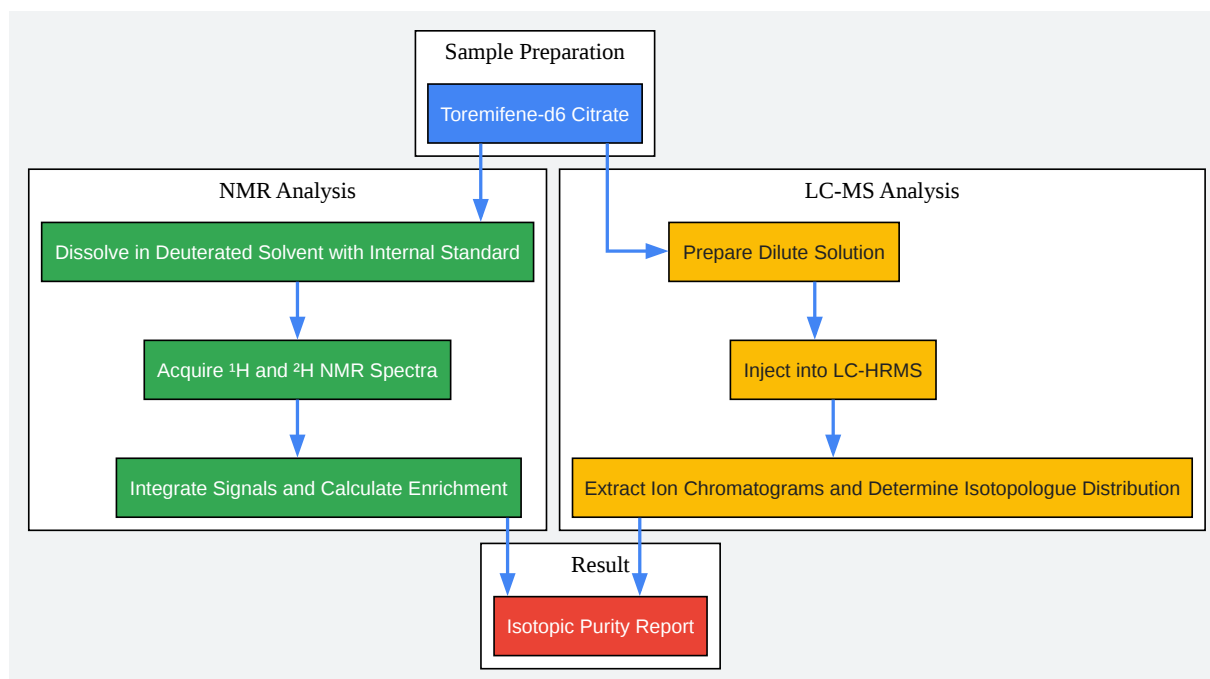 Sample Preparation
Toremifene-d6 Citrate
NMR Analysis
Dissolve in Deuterated Solvent with Internal Standard
Acquire ¹H and ²H NMR Spectra
Integrate Signals and Calculate Enrichment
LC-MS Analysis
Prepare Dilute Solution
Inject into LC-HRMS
Extract Ion Chromatograms and Determine Isotopologue Distribution
Result
Isotopic Purity Report